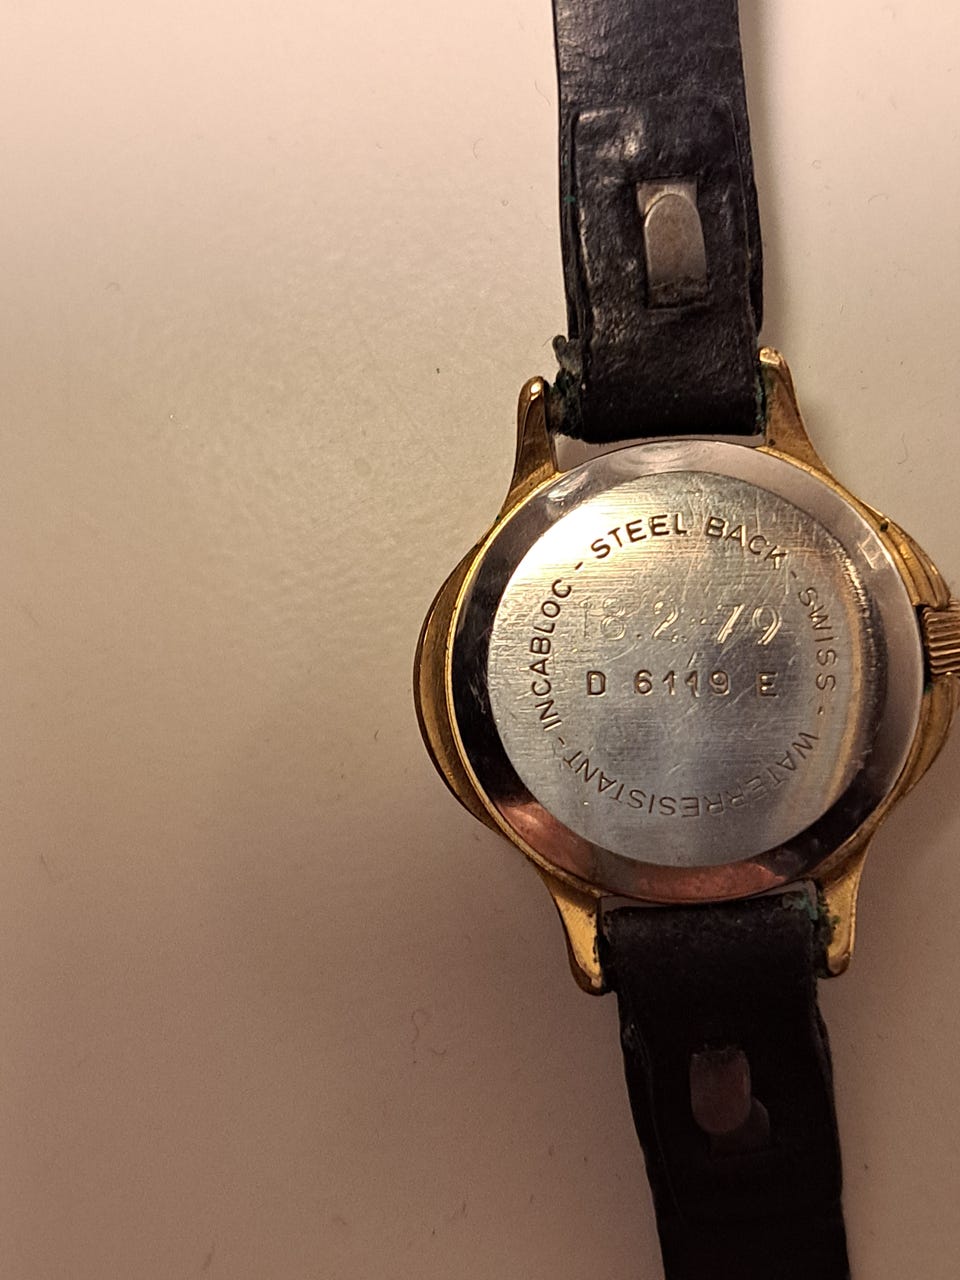 INCABLOC - STEEL BACK - SWISS - WATERRESISTANT -
18.2.79
D 6119 E